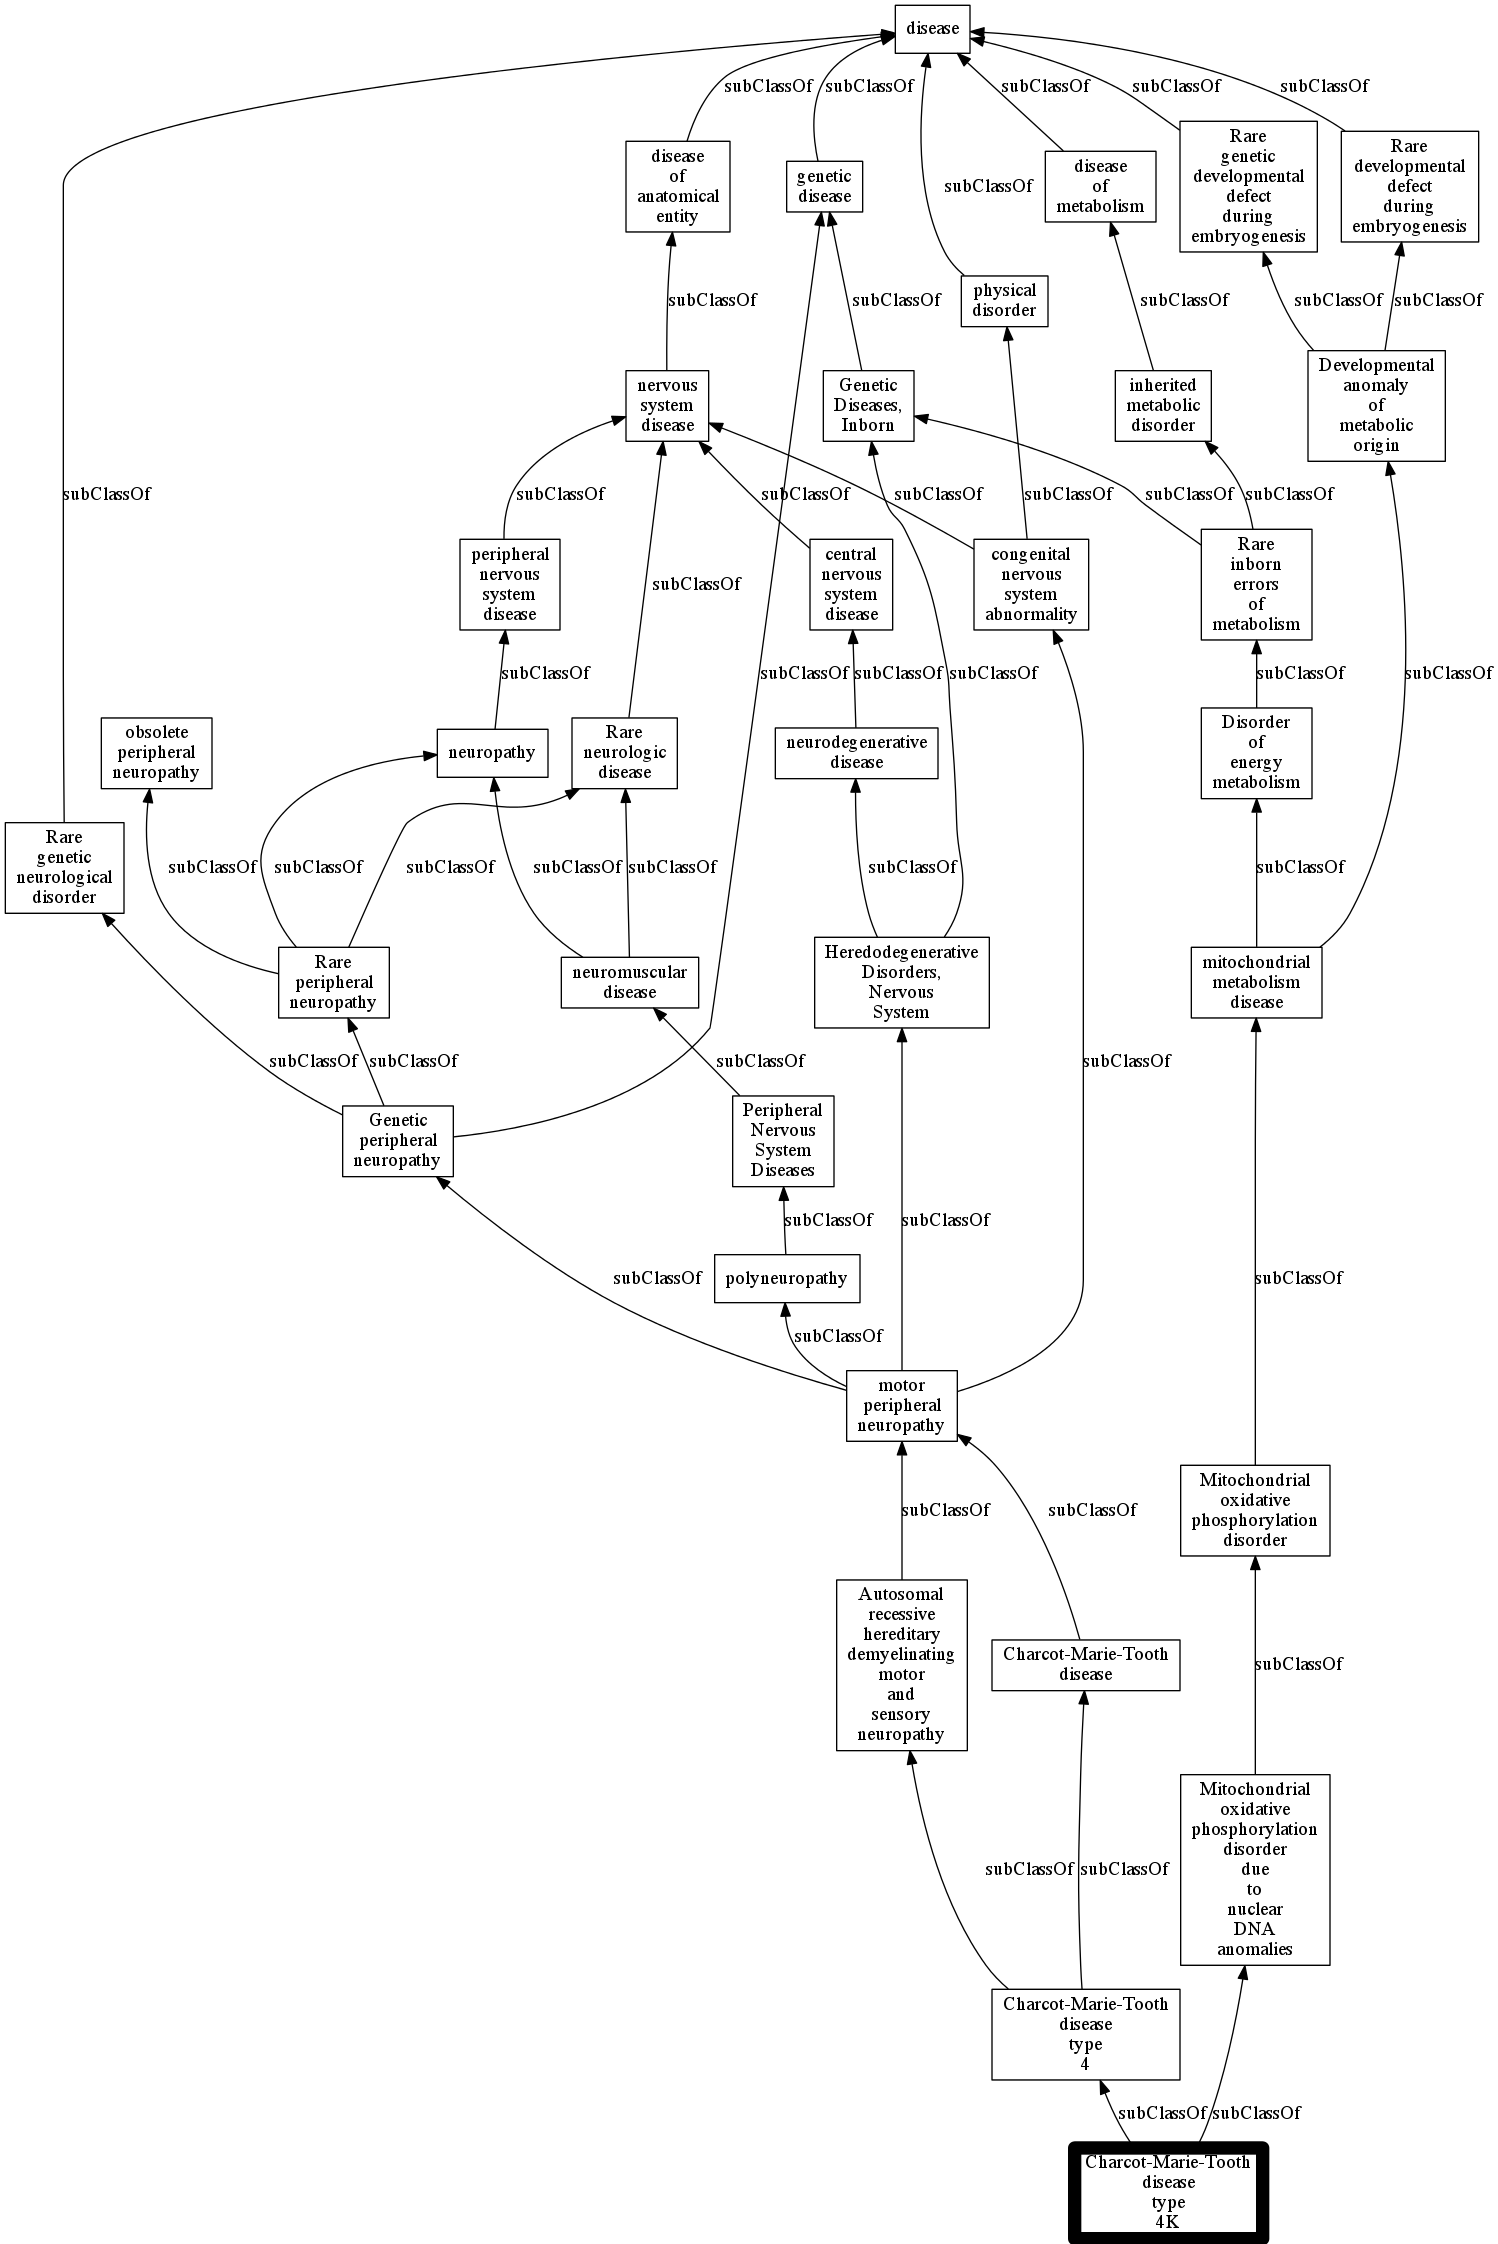 disease
subClassOf
subClassOf
subClassOf
subClassOf
subClassOf
Rare
genetic
developmental
defect
during
embryogenesis
Rare
developmental
defect
during
embryogenesis
disease
of
anatomical
entity
genetic
disease
subClassOf
disease
of
metabolism
physical
disorder
subClassOf
subClassOf
subClassOf
subClassOf
subClassOf
nervous
system
disease
Genetic
Diseases,
Inborn
inherited
metabolic
disorder
Developmental
anomaly
of
metabolic
origin
subClassOf
subClassOf
subClassOf
subClassOf
subClassOf
subClassOf
subClassOf
peripheral
nervous
system
disease
subClassOf
central
nervous
system
disease
congenital
nervous
system
abnormality
Rare
inborn
errors
of
metabolism
subClassOf
subClassOf
subClassOf
subClassOf
subClassOf
subClassOf
obsolete
peripheral
neuropathy
neuropathy
Rare
neurologic
disease
neurodegenerative
disease
Disorder
of
energy
metabolism
Rare
genetic
neurological
disorder
subClassOf
subClassOf
subClassOf
subClassOf
subClassOf
subClassOf
subClassOf
Rare
peripheral
neuropathy
neuromuscular
disease
Heredodegenerative
Disorders,
Nervous
System
mitochondrial
metabolism
disease
subClassOf
subClassOf
subClassOf
subClassOf
Genetic
peripheral
neuropathy
Peripheral
Nervous
System
Diseases
subClassOf
subClassOf
subClassOf
polyneuropathy
subClassOf
subClassOf
motor
peripheral
neuropathy
subClassOf
subClassOf
Mitochondrial
oxidative
phosphorylation
disorder
Autosomal
recessive
hereditary
demyelinating
motor
and
sensory
neuropathy
Charcot-Marie-Tooth
disease
subClassOf
subClassOf
subClassOf
Mitochondrial
oxidative
phosphorylation
disorder
due
to
nuclear
DNA
anomalies
Charcot-Marie-Tooth
disease
type
4
subClassOf
subClassOf
Charcot-Marie-Tooth
disease
type
4K